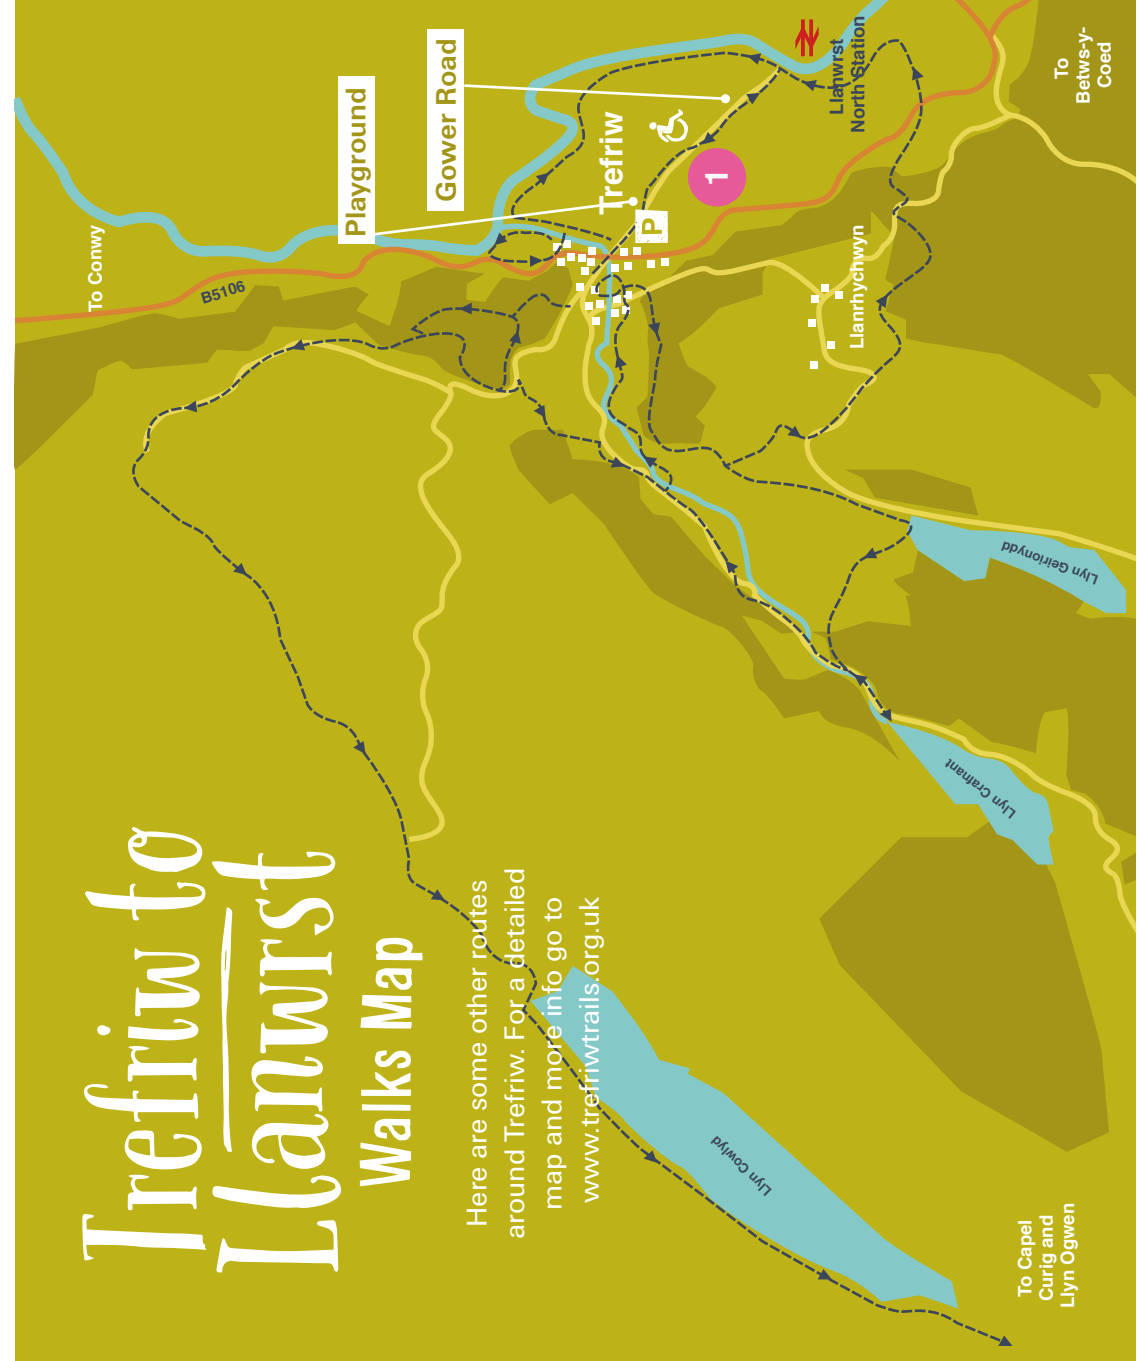 Trefriw to
Llanwrst
Walks Map
Here are some other routes
around Trefriw. For a detailed
map and more info go to
www.trefriwtrails.org.uk
To Conwy
B5106
Playground
Gower Road
Trefriw
P
1
Llanwrst
North Station
To
Betws-y-
Coed
Llanrhychwyn
Llyn Geirionydd
Llyn Crafnant
Llyn Cowlyd
To Capel
Curig and
Llyn Ogwen